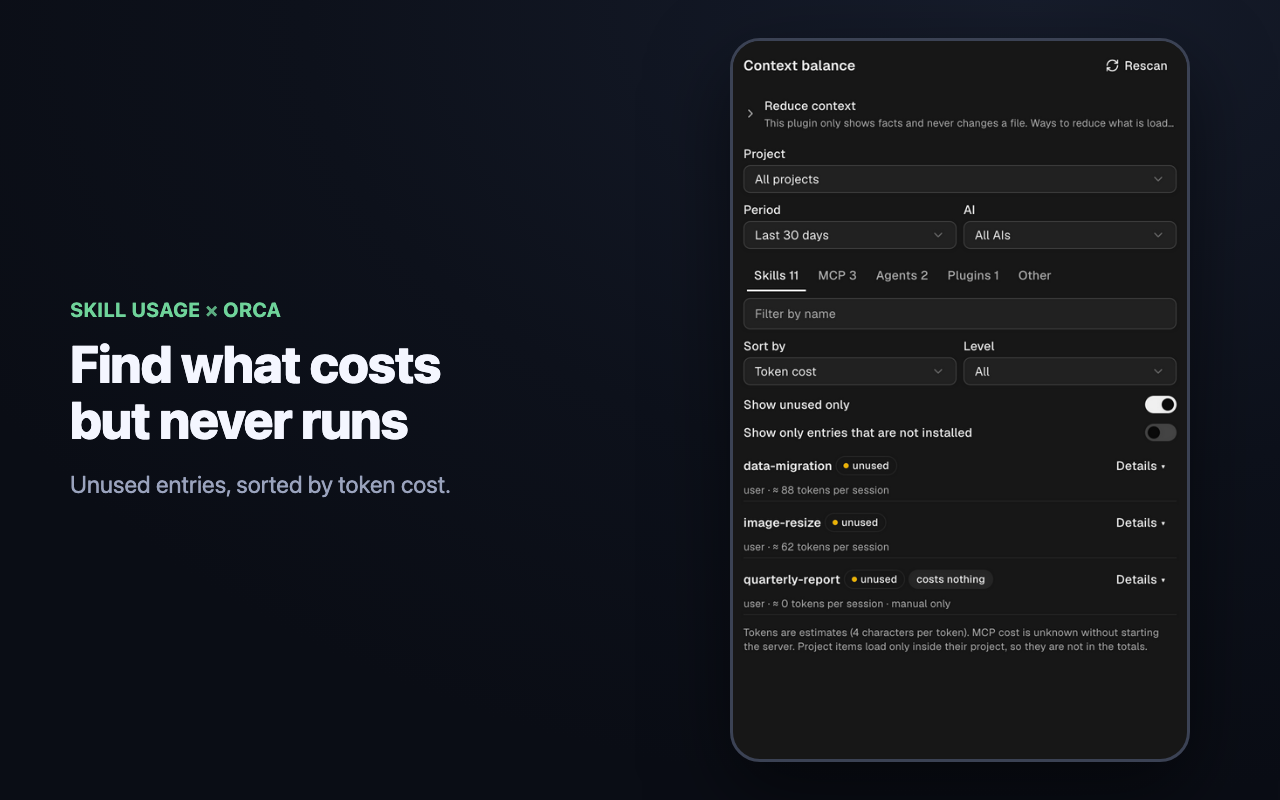 SKILL USAGE × ORCA
Find what costs
but never runs
Unused entries, sorted by token cost.
Context balance
Rescan
Reduce context
This plugin only shows facts and never changes a file. Ways to reduce what is load…
Project
All projects
Period
AI
Last 30 days
All AIs
Skills 11
MCP 3
Agents 2
Plugins 1
Other
Filter by name
Sort by
Level
Token cost
All
Show unused only
Show only entries that are not installed
data-migration
unused
Details
user · ≈ 88 tokens per session
image-resize
unused
Details
user · ≈ 62 tokens per session
quarterly-report
unused
costs nothing
Details
user · ≈ 0 tokens per session · manual only
Tokens are estimates (4 characters per token). MCP cost is unknown without starting
the server. Project items load only inside their project, so they are not in the totals.